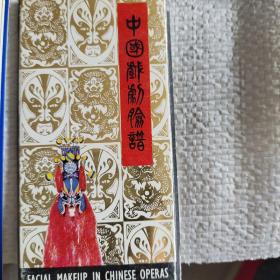 中國戲劇臉譜
FACIAL MAKEUP IN CHINESE OPERAS